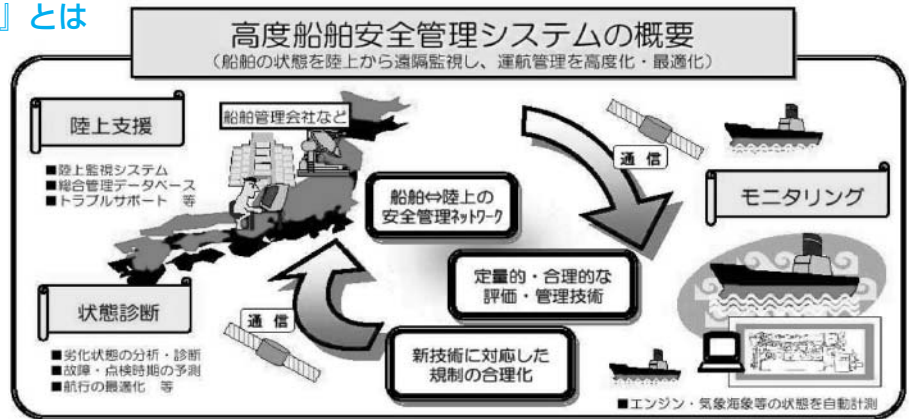 』とは
高度船舶安全管理システムの概要
(船舶の状態を陸上から遠隔監視し、運航管理を高度化・最適化)
陸上支援
■陸上監視システム
■総合管理データベース
■トラブルサポート 等
船舶管理会社など
通信
モニタリング
船舶⇔陸上の
安全管理ネットワーク
定量的・合理的な
評価・管理技術
新技術に対応した
規制の合理化
状態診断
■劣化状態の分析・診断
■故障・点検時期の予測
■航行の最適化 等
通信
■エンジン・気象海象等の状態を自動計測